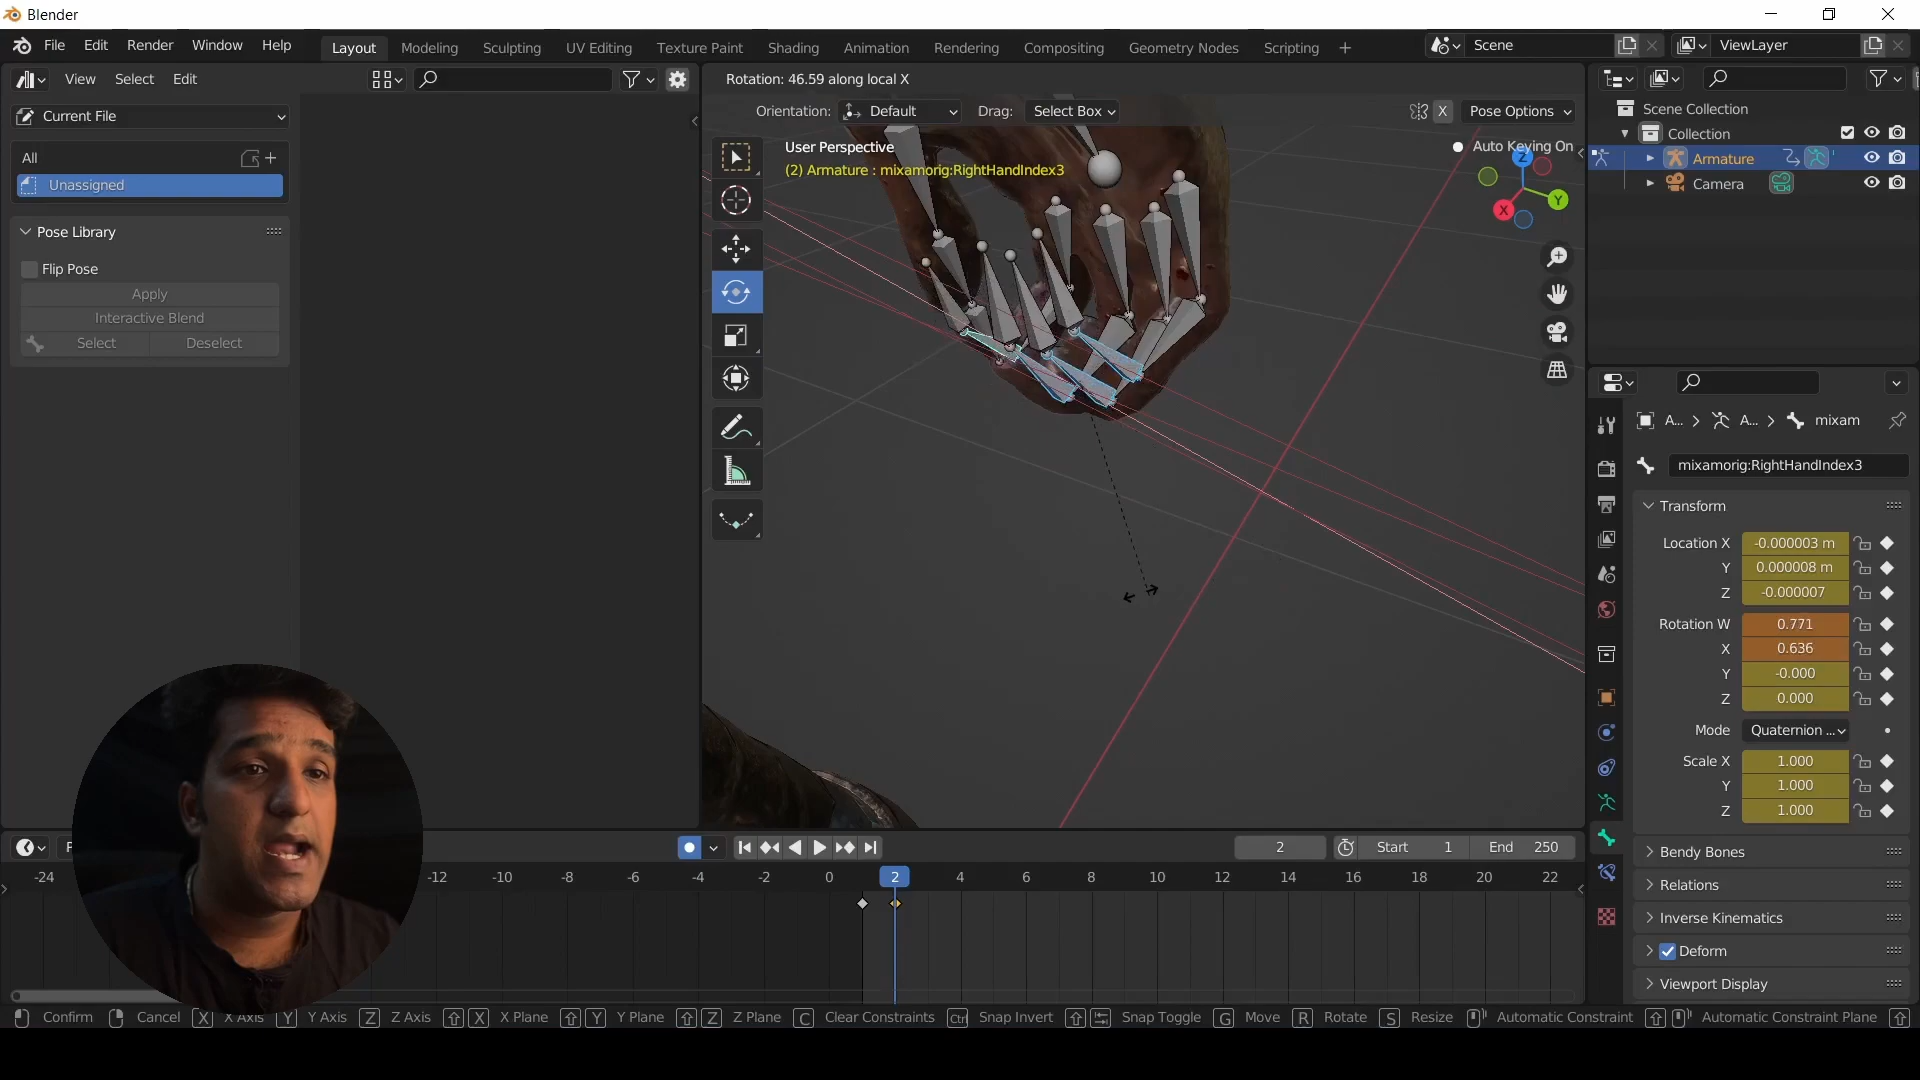 Blender
File Edit Render Window Help Layout Modeling Sculpting UV Editing Texture Paint Shading Animation Rendering Compositing Geometry Nodes Scripting + Scene ViewLayer
View Select Edit
Rotation: 46.59 along local X
Current File
Orientation: Default Drag: Select Box X Pose Options
All
Unassigned
User Perspective
(2) Armature : mixamorig:RightHandIndex3
Auto Keying On
Z
Y
X
Scene Collection
Collection
Armature
Camera
Pose Library
Flip Pose
Apply
Interactive Blend
Select Deselect
A... > A... > mixam
mixamorig:RightHandIndex3
Transform
Location X -0.000003 m
Y 0.000008 m
Z -0.000007
Rotation W 0.771
X 0.636
Y -0.000
Z 0.000
Mode Quaternion ...
Scale X 1.000
Y 1.000
Z 1.000
Bendy Bones
Relations
Inverse Kinematics
Deform
Viewport Display
P
2 Start 1 End 250
-24 -12 -10 -8 -6 -4 -2 0 2 4 6 8 10 12 14 16 18 20 22
Confirm Cancel X X Axis Y Y Axis Z Z Axis X X Plane Y Y Plane Z Z Plane C Clear Constraints Ctrl Snap Invert Snap Toggle G Move R Rotate S Resize Automatic Constraint Automatic Constraint Plane